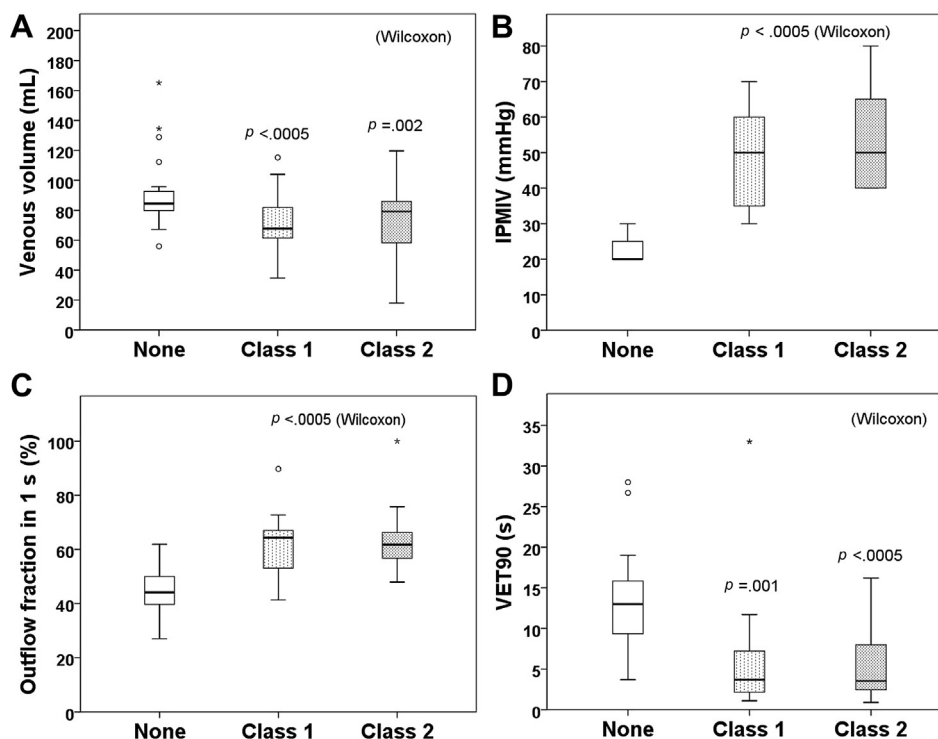 A
(Wilcoxon)
Venous volume (mL)
200
180
160
140
120
100
80
60
40
20
0
p <.0005
p =.002
None
Class 1
Class 2
B
p < .0005 (Wilcoxon)
IPMIV (mmHg)
80
70
60
50
40
30
20
10
0
None
Class 1
Class 2
C
p <.0005 (Wilcoxon)
Outflow fraction in 1 s (%)
100
80
60
40
20
0
None
Class 1
Class 2
D
(Wilcoxon)
VET90 (s)
35
30
25
20
15
10
5
0
p =.001
p <.0005
None
Class 1
Class 2